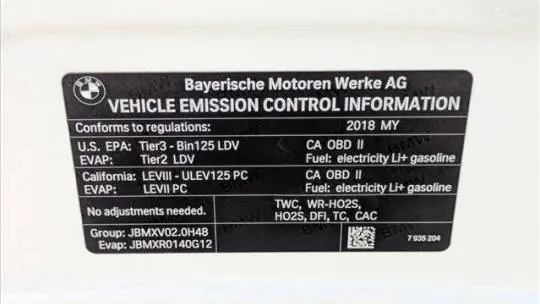 BMW
Bayerische Motoren Werke AG
VEHICLE EMISSION CONTROL INFORMATION
Conforms to regulations: 2018 MY
U.S. EPA: Tier3 - Bin125 LDV CA OBD II
EVAP: Tier2 LDV Fuel: electricity Li+ gasoline
California: LEVIII - ULEV125 PC CA OBD II
EVAP: LEVII PC Fuel: electricity Li+ gasoline
No adjustments needed. TWC, WR-HO2S,
HO2S, DFI, TC, CAC
Group: JBMXV02.0H48
Evap: JBMXR0140G12 7 935 204